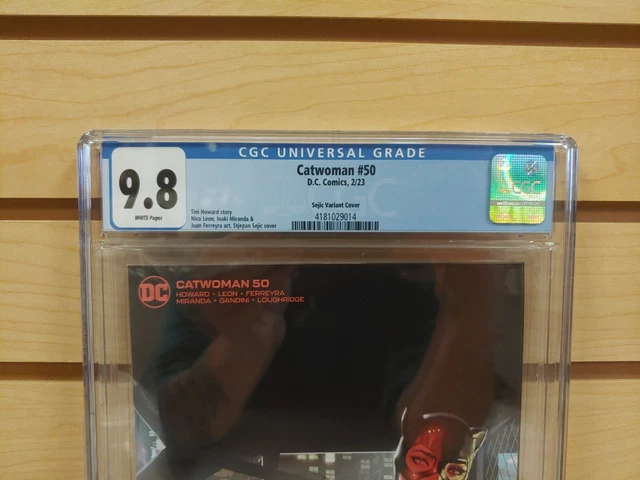 CGC UNIVERSAL GRADE
9.8
WHITE Pages
Catwoman #50
D.C. Comics, 2/23
Sejic Variant Cover
Tini Howard story
Nico Leon, Inaki Miranda &
Juan Ferreyra art, Stjepan Sejic cover
4181029014
CGC
DC
CATWOMAN 50
HOWARD • LEON • FERREYRA
MIRANDA • GANDINI • LOUGHRIDGE